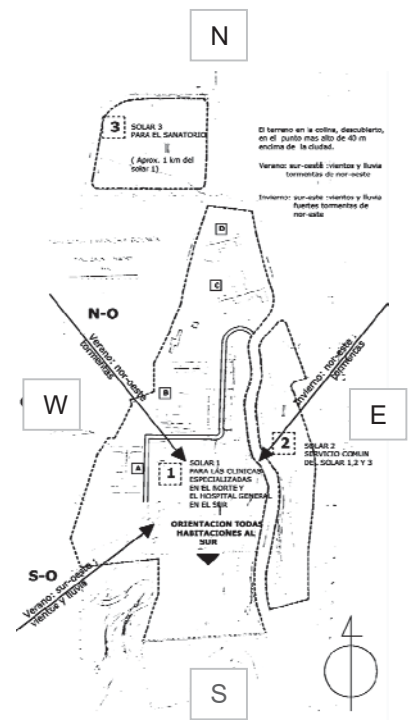 N
3
SOLAR 3
PARA EL SANATORIO
( Aprox. 1 km del
solar 1)
El terreno en la colina, descubierto,
en el punto mas alto de 40 m
encima de la ciudad.
Verano: sur-oeste :vientos y lluvia
tormentas de nor-oeste
Invierno: sur-este :vientos y lluvia
fuertes tormentas de
nor-este
D
C
N-O
Verano: nor-oeste
tormentas
Invierno: nor-este :
tormentas
W
E
B
A
1
SOLAR 1
PARA LAS CLINICAS
ESPECIALIZADAS
EN EL NORTE Y
EL HOSPITAL GENERAL
EN EL SUR
2
SOLAR 2
SERVICIO COMUN
DEL SOLAR 1,2 Y 3
ORIENTACION TODAS
HABITACIONES AL
SUR
S-O
Verano: sur-oeste :
vientos y lluvia
S